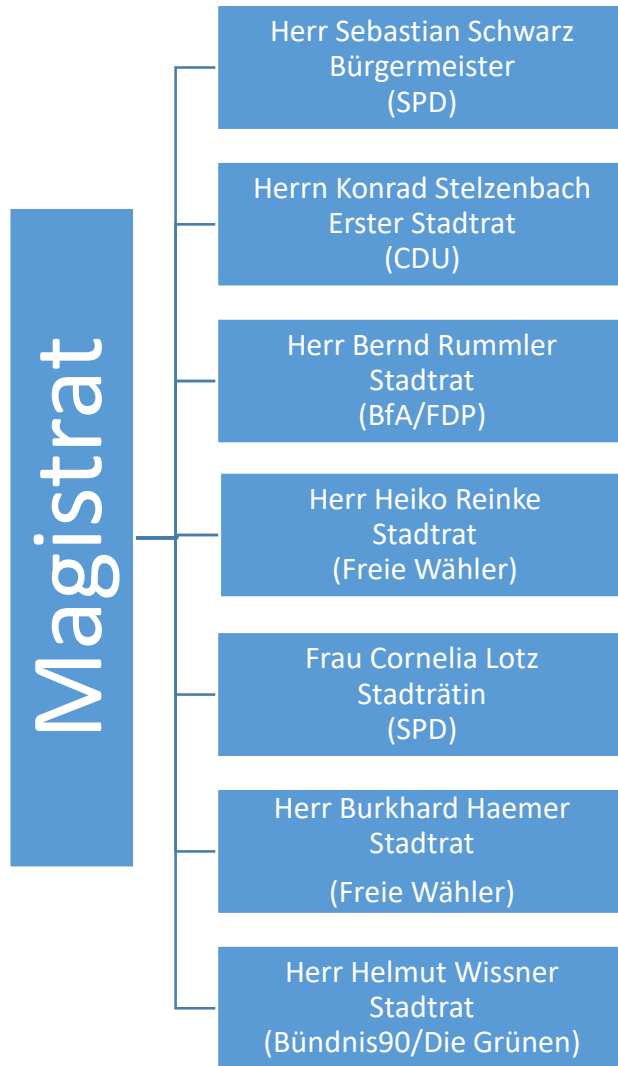 Magistrat
Herr Sebastian Schwarz
Bürgermeister
(SPD)
Herrn Konrad Stelzenbach
Erster Stadtrat
(CDU)
Herr Bernd Rummler
Stadtrat
(BfA/FDP)
Herr Heiko Reinke
Stadtrat
(Freie Wähler)
Frau Cornelia Lotz
Stadträtin
(SPD)
Herr Burkhard Haemer
Stadtrat
(Freie Wähler)
Herr Helmut Wissner
Stadtrat
(Bündnis90/Die Grünen)